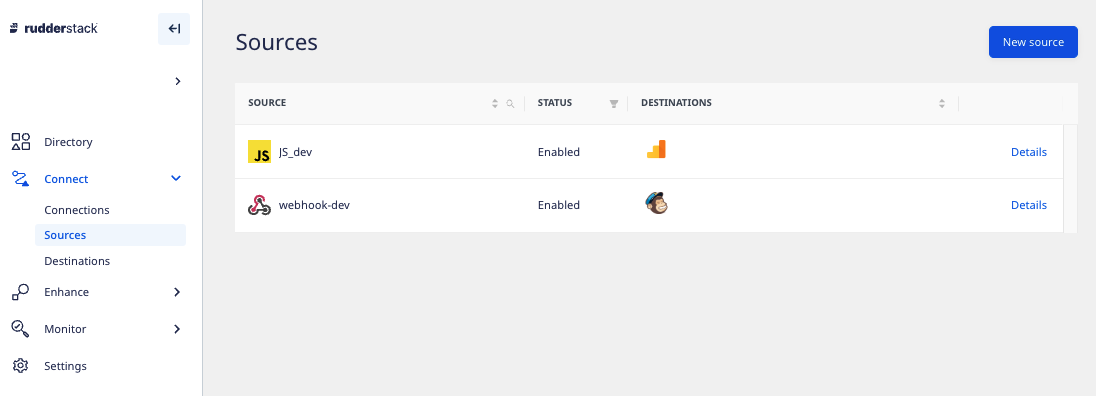 rudderstack
Sources
New source
SOURCE STATUS DESTINATIONS
JS JS_dev Enabled Details
webhook-dev Enabled Details
Directory
Connect
Connections
Sources
Destinations
Enhance
Monitor
Settings